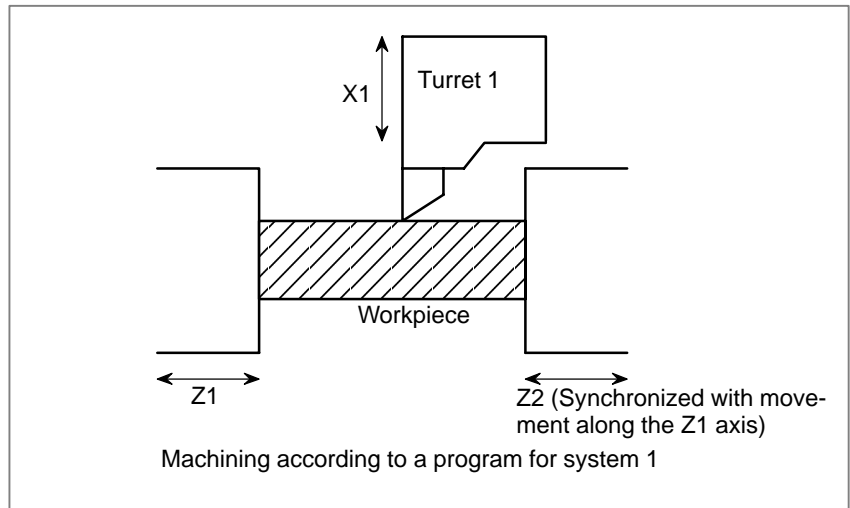 Turret 1
X1
Workpiece
Z1
Z2 (Synchronized with move-
ment along the Z1 axis)
Machining according to a program for system 1